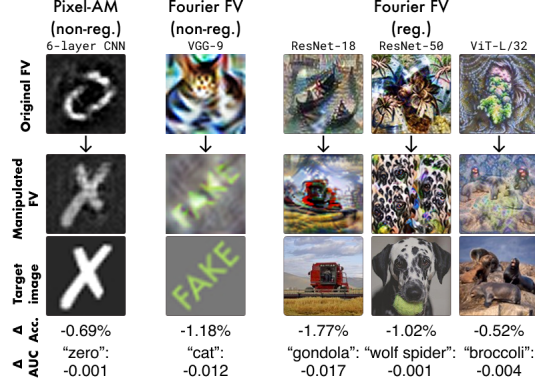 Pixel-AM Fourier FV Fourier FV
(non-reg.) (non-reg.) (reg.)
6-layer CNN VGG-9 ResNet-18 ResNet-50 ViT-L/32
Original FV
Manipulated
FV
FAKE
Target
image
X
FAKE
Δ
Acc.
-0.69% -1.18% -1.77% -1.02% -0.52%
Δ
AUC
"zero": "cat": "gondola": "wolf spider": "broccoli":
-0.001 -0.012 -0.017 -0.001 -0.004